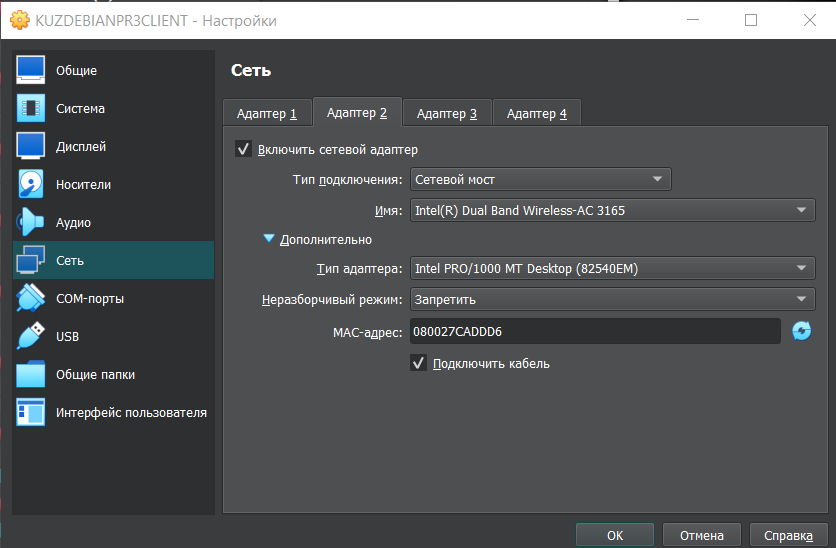 KUZDEBIANPR3CLIENT - Настройки
Общие
Система
Дисплей
Носители
Аудио
Сеть
COM-порты
USB
Общие папки
Интерфейс пользователя
Сеть
Адаптер 1 Адаптер 2 Адаптер 3 Адаптер 4
Включить сетевой адаптер
Тип подключения: Сетевой мост
Имя: Intel(R) Dual Band Wireless-AC 3165
Дополнительно
Тип адаптера: Intel PRO/1000 MT Desktop (82540EM)
Неразборчивый режим: Запретить
MAC-адрес: 080027CADDD6
Подключить кабель
OK Отмена Справка